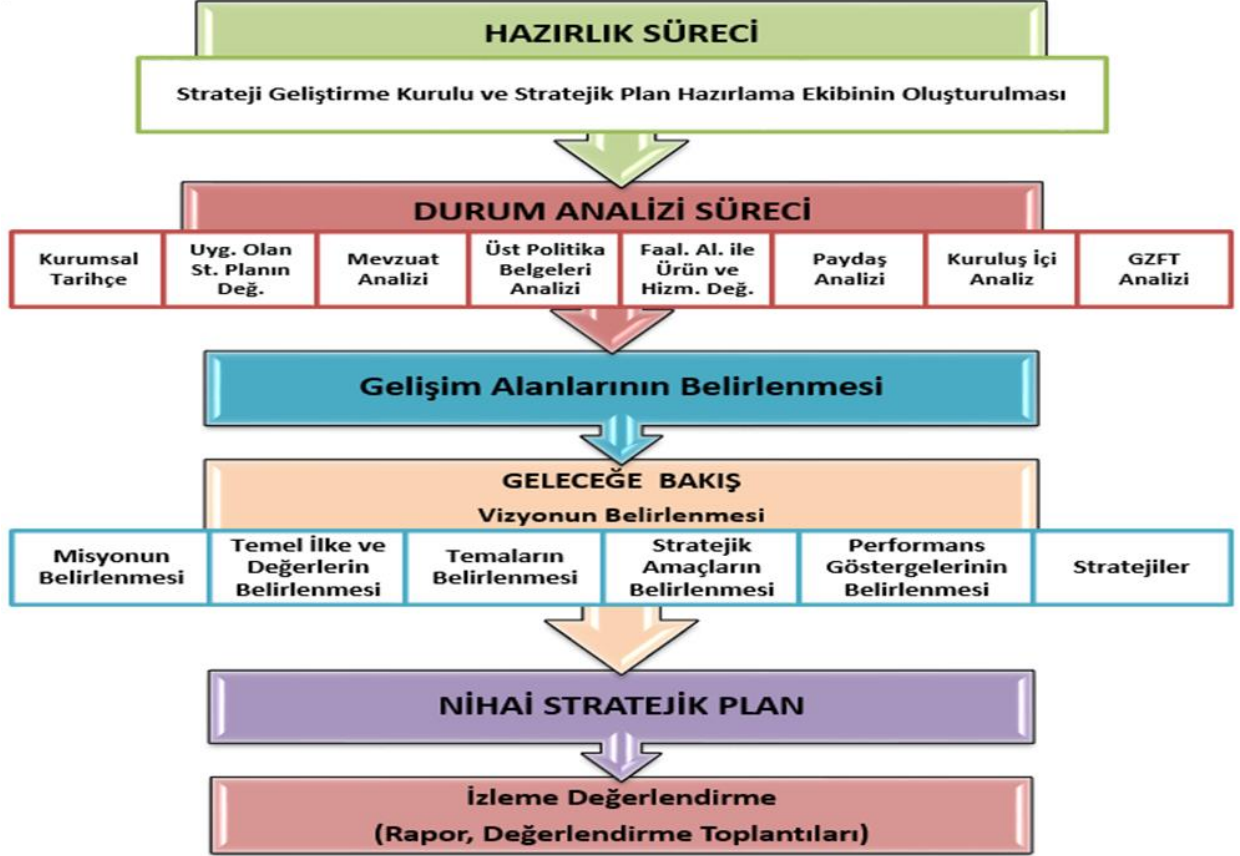 HAZIRLIK SÜRECİ
Strateji Geliştirme Kurulu ve Stratejik Plan Hazırlama Ekibinin Oluşturulması
DURUM ANALİZİ SÜRECİ
Kurumsal
Tarihçe
Uyg. Olan
St. Planın
Değ.
Mevzuat
Analizi
Üst Politika
Belgeleri
Analizi
Faal. Al. ile
Ürün ve
Hizm. Değ.
Paydaş
Analizi
Kuruluş İçi
Analiz
GZFT
Analizi
Gelişim Alanlarının Belirlenmesi
GELECEĞE BAKIŞ
Vizyonun Belirlenmesi
Misyonun
Belirlenmesi
Temel İlke ve
Değerlerin
Belirlenmesi
Temaların
Belirlenmesi
Stratejik
Amaçların
Belirlenmesi
Performans
Göstergelerinin
Belirlenmesi
Stratejiler
NİHAİ STRATEJİK PLAN
İzleme Değerlendirme
(Rapor, Değerlendirme Toplantıları)